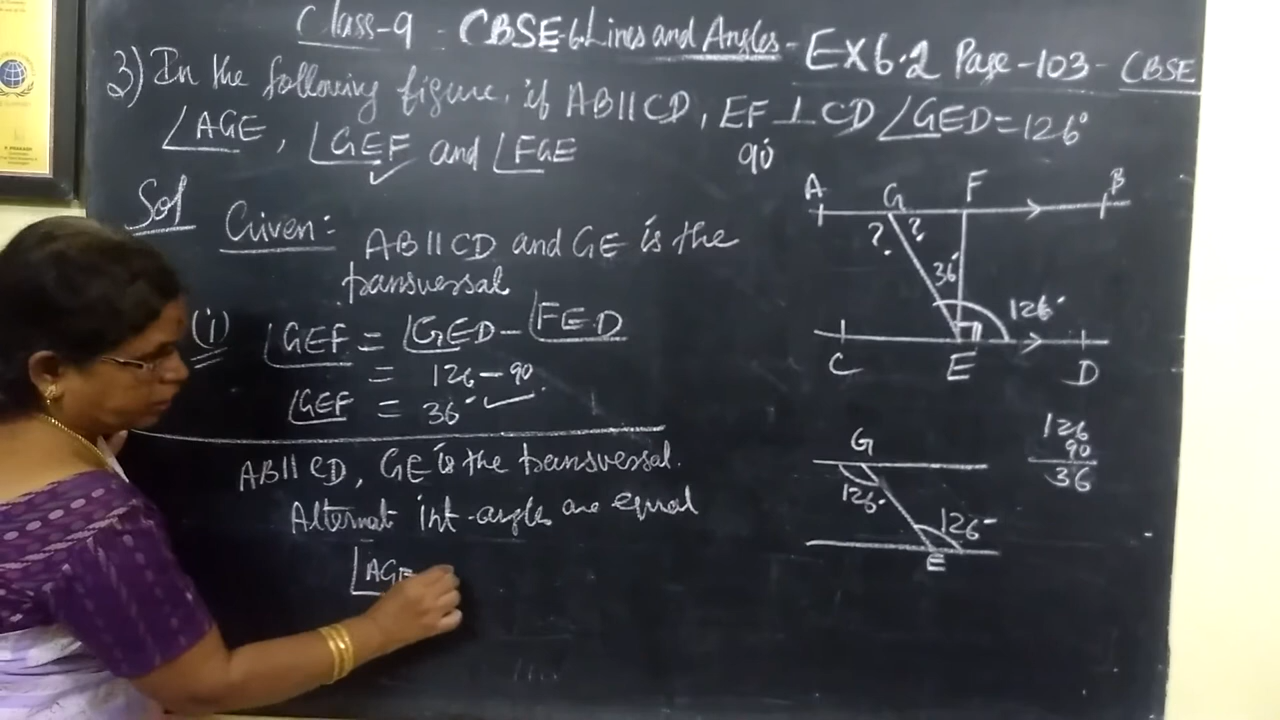 Class-9 - CBSE-6.Lines and Angles - EX 6.2 Page-103- CBSE
3) In the following figure, if AB||CD, EF⊥CD ∠GED=126°
∠AGE, ∠GEF and ∠FGE
90°
Sol
Given:- AB||CD and GE is the
transversal
(i) ∠GEF = ∠GED - ∠FED
= 126-90
∠GEF = 36°
AB||CD, GE is the transversal.
Alternat int-angles are equal
∠AGE
A G F B
? ?
36°
126°
C E D
G
126°
126°
E
126
90
36